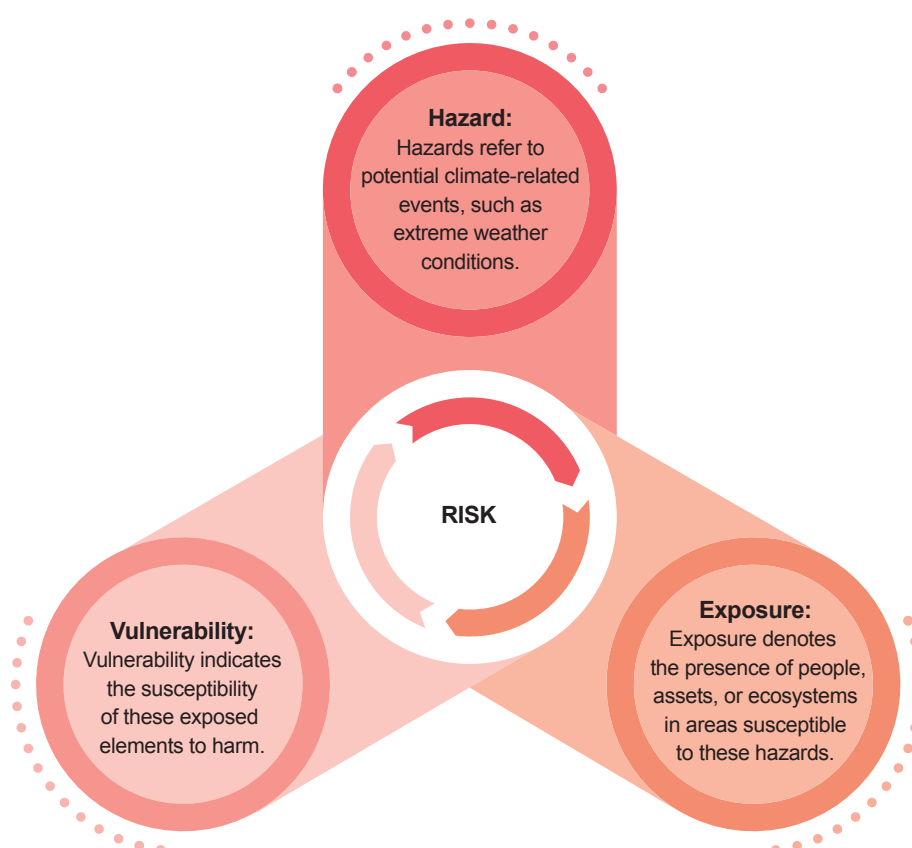 Hazard:
Hazards refer to
potential climate-related
events, such as
extreme weather
conditions.
RISK
Vulnerability:
Vulnerability indicates
the susceptibility
of these exposed
elements to harm.
Exposure:
Exposure denotes
the presence of people,
assets, or ecosystems
in areas susceptible
to these hazards.